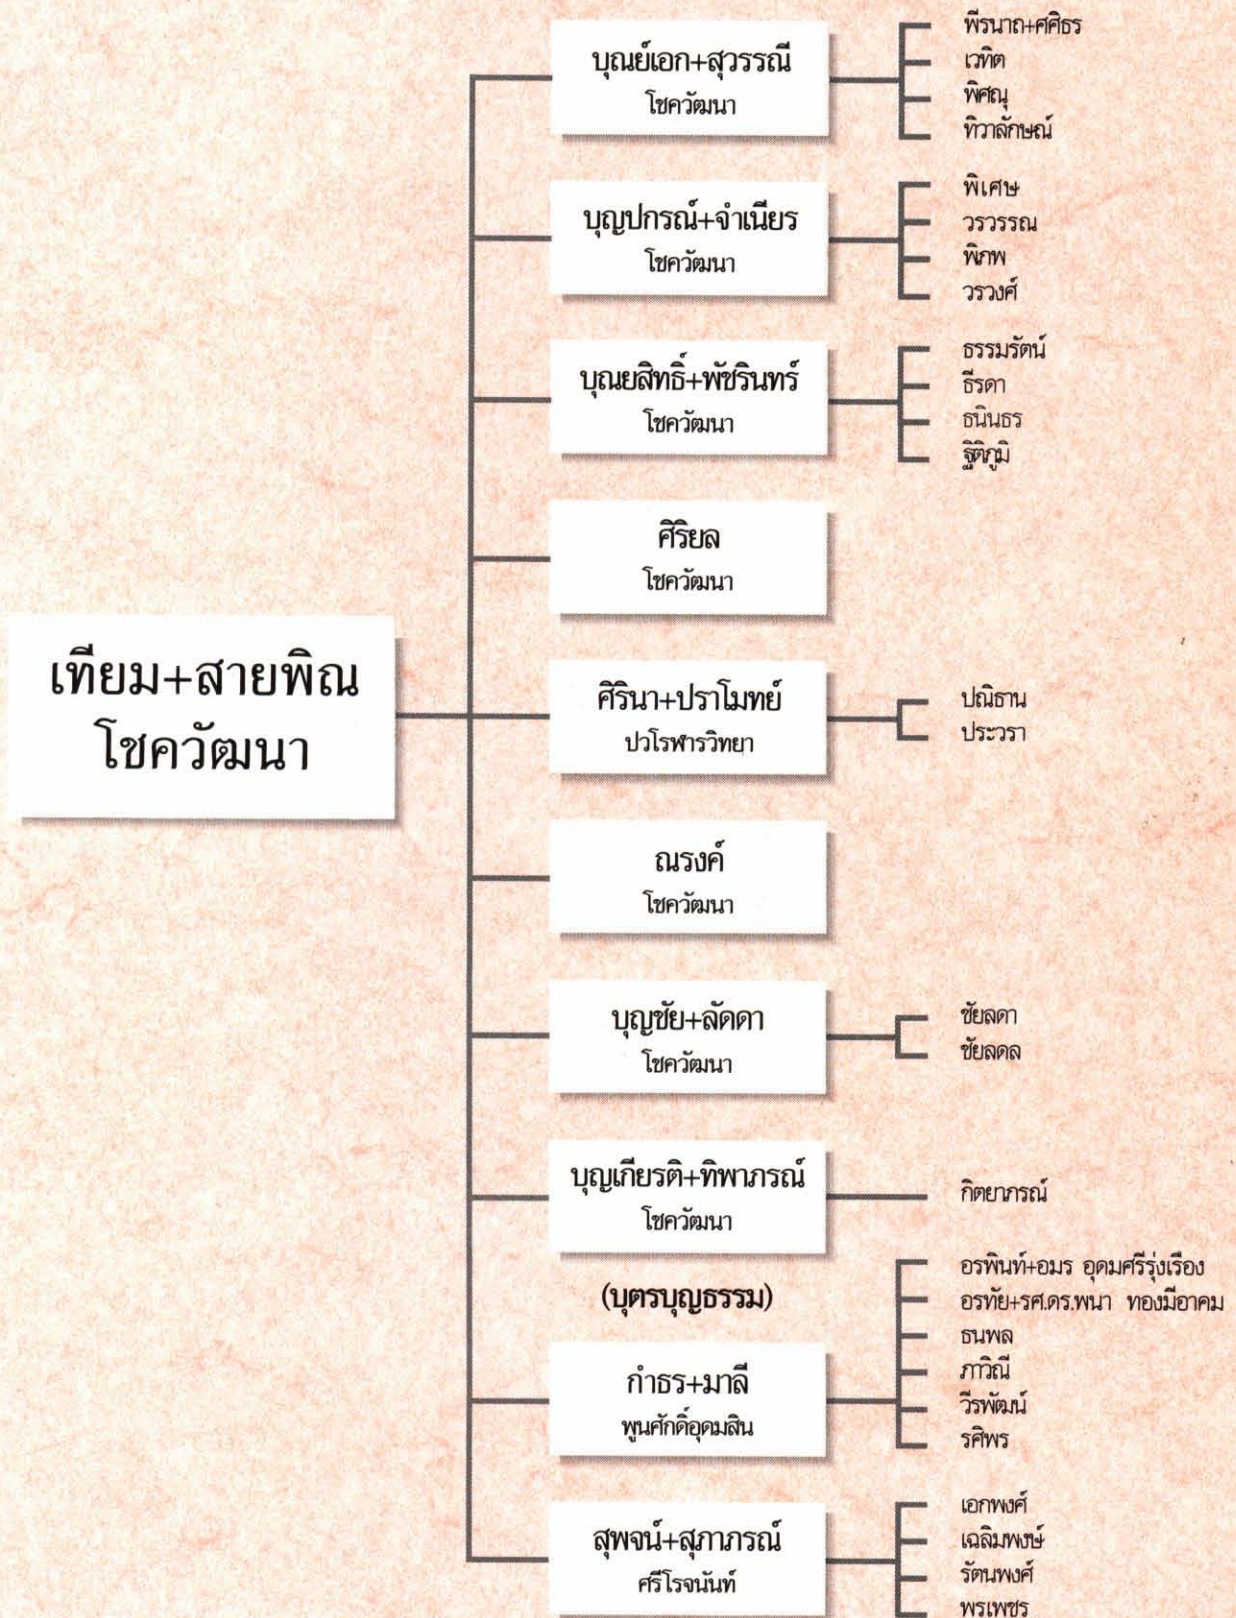 เทียม+สายพิณ
โชควัฒนา
บุณย์เอก+สุวรรณี
โชควัฒนา
พีรนาถ+ศศิธร
เวทิต
พิศณุ
ทิวาลักษณ์
บุญปกรณ์+จำเนียร
โชควัฒนา
พิเศษ
วรวรรณ
พิภพ
วรวงศ์
บุณยสิทธิ์+พัชรินทร์
โชควัฒนา
ธรรมรัตน์
ธีรดา
ธนินธร
ฐิติภูมิ
ศิริยล
โชควัฒนา
ศิรินา+ปราโมทย์
ปวโรฬารวิทยา
ปณิธาน
ประวรา
ณรงค์
โชควัฒนา
บุญชัย+ลัดดา
โชควัฒนา
ชัยลดา
ชัยลดล
บุญเกียรติ+ทิพาภรณ์
โชควัฒนา
กิตยาภรณ์
(บุตรบุญธรรม)
กำธร+มาลี
พูนศักดิ์อุดมสิน
อรพินท์+อมร อุดมศรีรุ่งเรือง
อรทัย+รศ.ดร.พนา ทองมีอาคม
ธนพล
ภาวิณี
วีรพัฒน์
รศิพร
สุพจน์+สุภาภรณ์
ศรีโรจนันท์
เอกพงศ์
เฉลิมพงษ์
รัตนพงศ์
พรเพชร